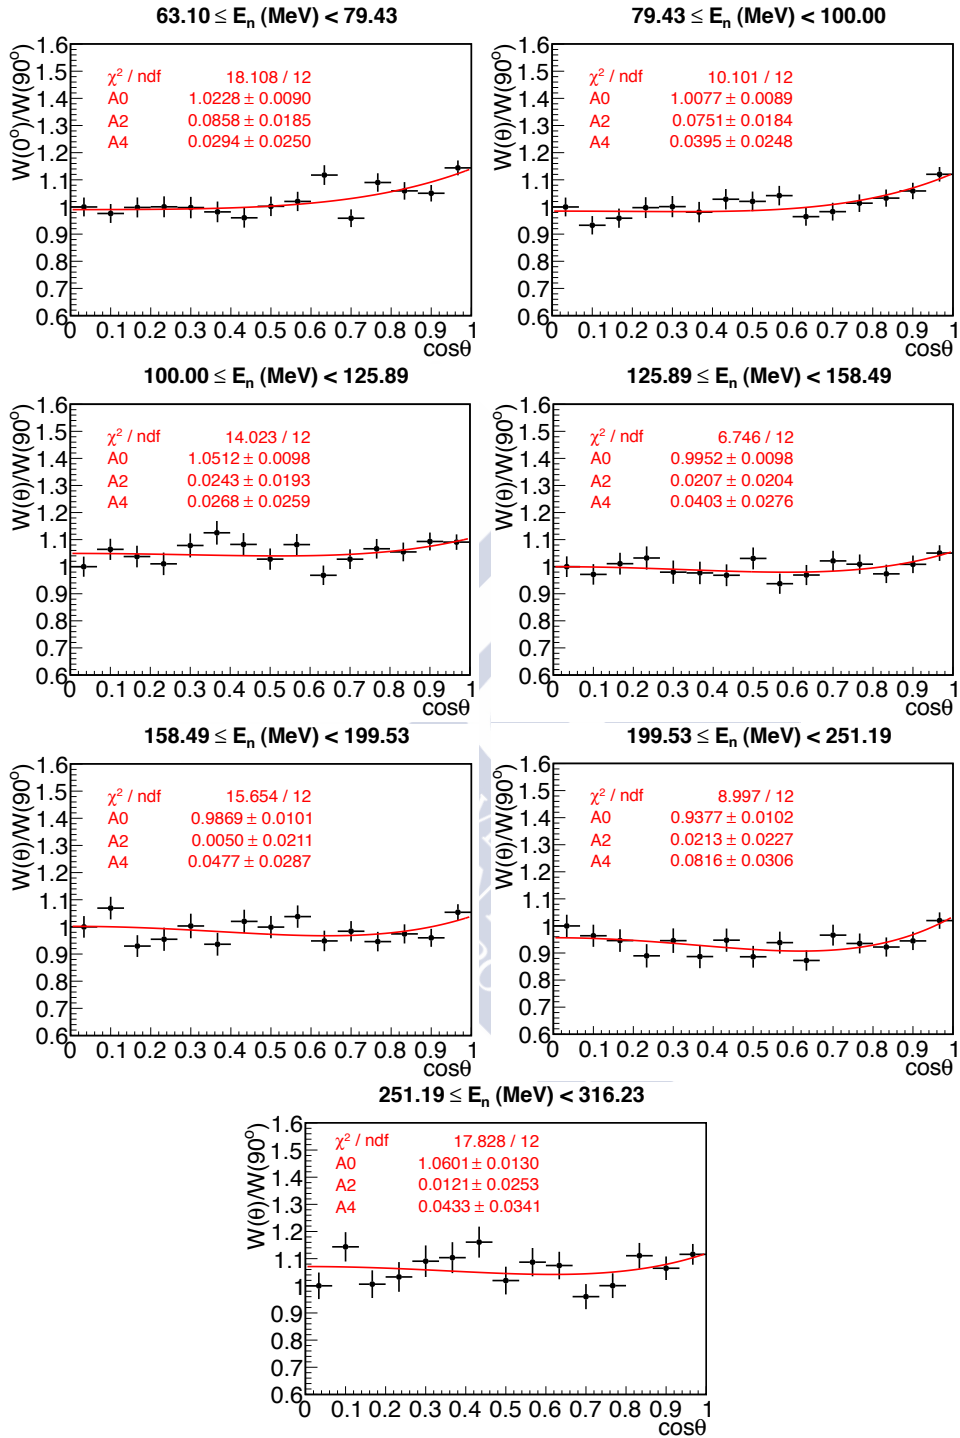 63.10 ≤ Eₙ (MeV) < 79.43
W(0°)/W(90°)
χ² / ndf 18.108 / 12
A0 1.0228 ± 0.0090
A2 0.0858 ± 0.0185
A4 0.0294 ± 0.0250
1.6
1.5
1.4
1.3
1.2
1.1
1
0.9
0.8
0.7
0.6
0 0.1 0.2 0.3 0.4 0.5 0.6 0.7 0.8 0.9 1
cosθ
79.43 ≤ Eₙ (MeV) < 100.00
W(θ)/W(90°)
χ² / ndf 10.101 / 12
A0 1.0077 ± 0.0089
A2 0.0751 ± 0.0184
A4 0.0395 ± 0.0248
1.6
1.5
1.4
1.3
1.2
1.1
1
0.9
0.8
0.7
0.6
0 0.1 0.2 0.3 0.4 0.5 0.6 0.7 0.8 0.9 1
cosθ
100.00 ≤ Eₙ (MeV) < 125.89
W(θ)/W(90°)
χ² / ndf 14.023 / 12
A0 1.0512 ± 0.0098
A2 0.0243 ± 0.0193
A4 0.0268 ± 0.0259
1.6
1.5
1.4
1.3
1.2
1.1
1
0.9
0.8
0.7
0.6
0 0.1 0.2 0.3 0.4 0.5 0.6 0.7 0.8 0.9 1
cosθ
125.89 ≤ Eₙ (MeV) < 158.49
W(θ)/W(90°)
χ² / ndf 6.746 / 12
A0 0.9952 ± 0.0098
A2 0.0207 ± 0.0204
A4 0.0403 ± 0.0276
1.6
1.5
1.4
1.3
1.2
1.1
1
0.9
0.8
0.7
0.6
0 0.1 0.2 0.3 0.4 0.5 0.6 0.7 0.8 0.9 1
cosθ
158.49 ≤ Eₙ (MeV) < 199.53
W(θ)/W(90°)
χ² / ndf 15.654 / 12
A0 0.9869 ± 0.0101
A2 0.0050 ± 0.0211
A4 0.0477 ± 0.0287
1.6
1.5
1.4
1.3
1.2
1.1
1
0.9
0.8
0.7
0.6
0 0.1 0.2 0.3 0.4 0.5 0.6 0.7 0.8 0.9 1
cosθ
199.53 ≤ Eₙ (MeV) < 251.19
W(θ)/W(90°)
χ² / ndf 8.997 / 12
A0 0.9377 ± 0.0102
A2 0.0213 ± 0.0227
A4 0.0816 ± 0.0306
1.6
1.5
1.4
1.3
1.2
1.1
1
0.9
0.8
0.7
0.6
0 0.1 0.2 0.3 0.4 0.5 0.6 0.7 0.8 0.9 1
cosθ
251.19 ≤ Eₙ (MeV) < 316.23
W(θ)/W(90°)
χ² / ndf 17.828 / 12
A0 1.0601 ± 0.0130
A2 0.0121 ± 0.0253
A4 0.0433 ± 0.0341
1.6
1.5
1.4
1.3
1.2
1.1
1
0.9
0.8
0.7
0.6
0 0.1 0.2 0.3 0.4 0.5 0.6 0.7 0.8 0.9 1
cosθ